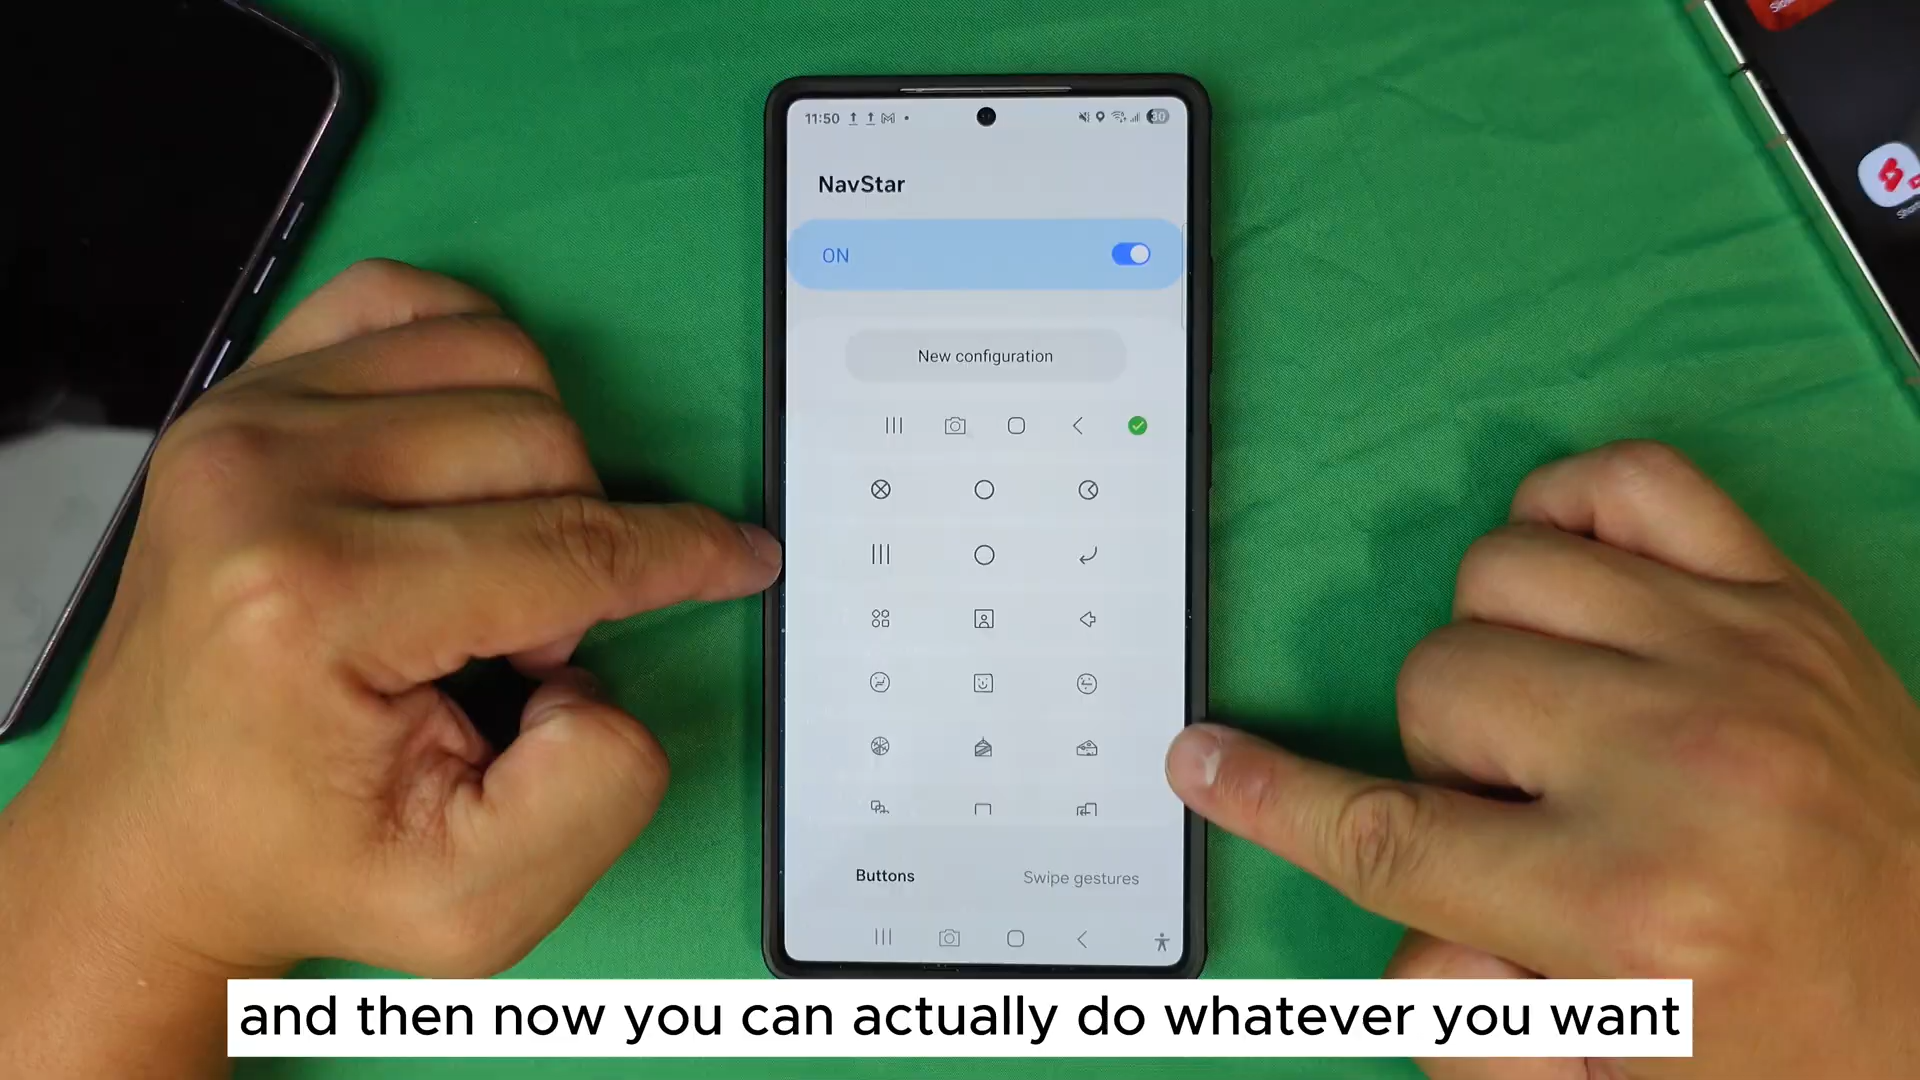 11:50
30
NavStar
ON
New configuration
Buttons
Swipe gestures
and then now you can actually do whatever you want